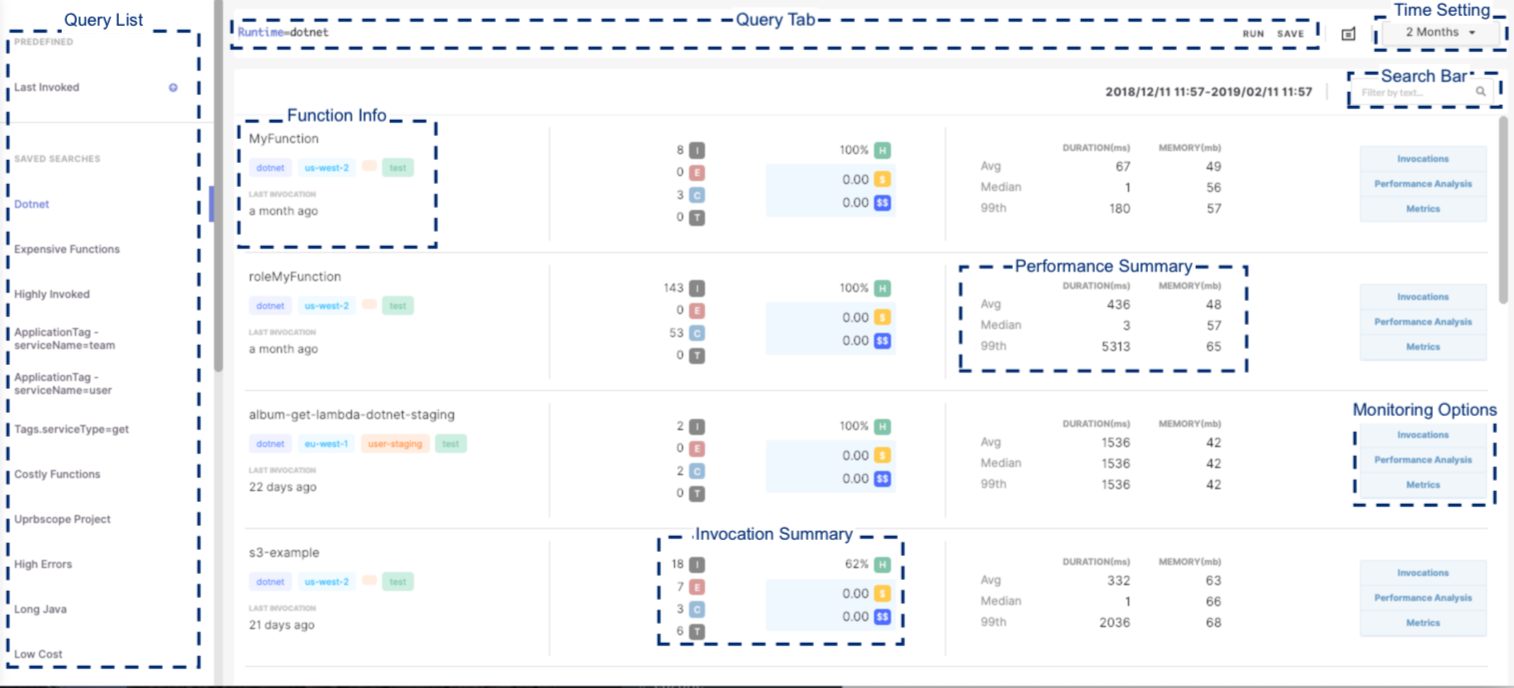 Query List
PREDEFINED
Last Invoked
SAVED SEARCHES
Dotnet
Expensive Functions
Highly Invoked
ApplicationTag -
serviceName=team
ApplicationTag -
serviceName=user
Tags.serviceType=get
Costly Functions
Uprbscope Project
High Errors
Long Java
Low Cost
Query Tab
Runtime=dotnet
RUN SAVE
Time Setting
2 Months
2018/12/11 11:57-2019/02/11 11:57
Search Bar
Filter by text...
Function Info
MyFunction
dotnet us-west-2 test
LAST INVOCATION
a month ago
8 I
0 E
3 C
0 T
100% H
0.00 $
0.00 $$
DURATION(ms) MEMORY(mb)
Avg 67 49
Median 1 56
99th 180 57
Invocations
Performance Analysis
Metrics
roleMyFunction
dotnet us-west-2 test
LAST INVOCATION
a month ago
143 I
0 E
53 C
0 T
100% H
0.00 $
0.00 $$
Performance Summary
DURATION(ms) MEMORY(mb)
Avg 436 48
Median 3 57
99th 5313 65
Invocations
Performance Analysis
Metrics
album-get-lambda-dotnet-staging
dotnet eu-west-1 user-staging test
LAST INVOCATION
22 days ago
2 I
0 E
2 C
0 T
100% H
0.00 $
0.00 $$
DURATION(ms) MEMORY(mb)
Avg 1536 42
Median 1536 42
99th 1536 42
Monitoring Options
Invocations
Performance Analysis
Metrics
s3-example
dotnet us-west-2 test
LAST INVOCATION
21 days ago
Invocation Summary
18 I
7 E
3 C
6 T
62% H
0.00 $
0.00 $$
DURATION(ms) MEMORY(mb)
Avg 332 63
Median 1 66
99th 2036 68
Invocations
Performance Analysis
Metrics